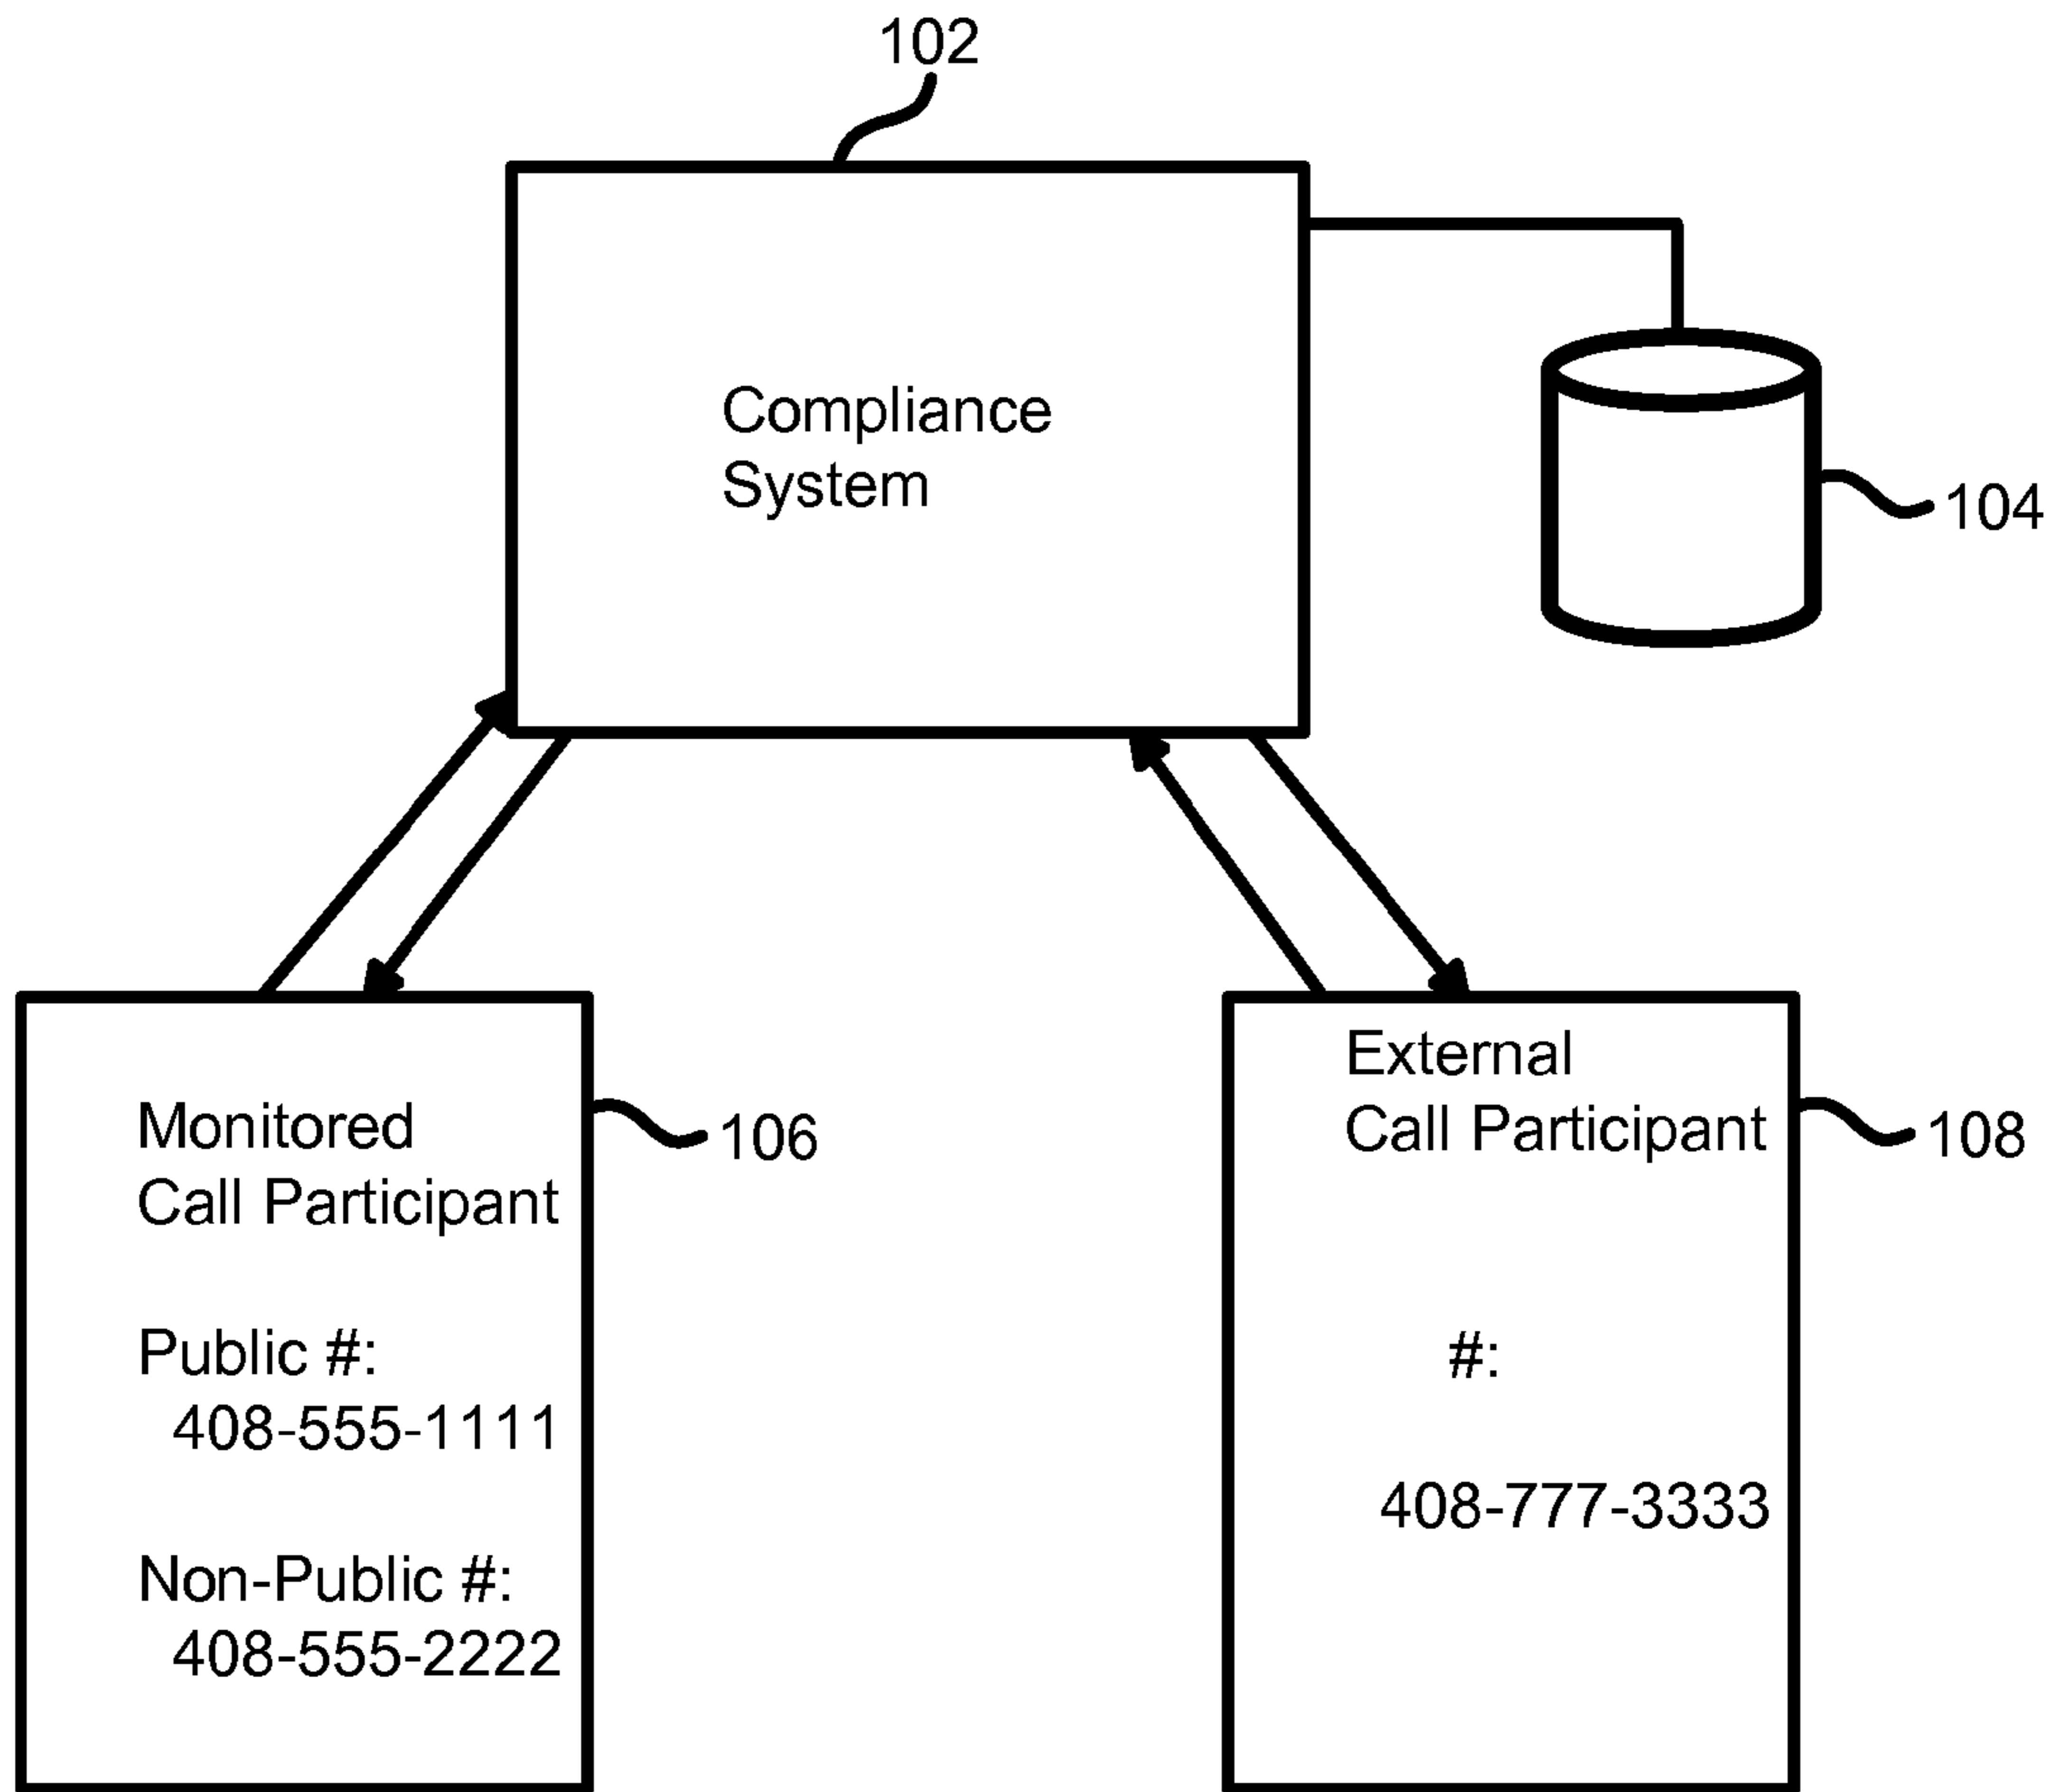 102
Compliance
System
104
Monitored
Call Participant
106
Public #:
408-555-1111
Non-Public #:
408-555-2222
External
Call Participant
108
#:
408-777-3333